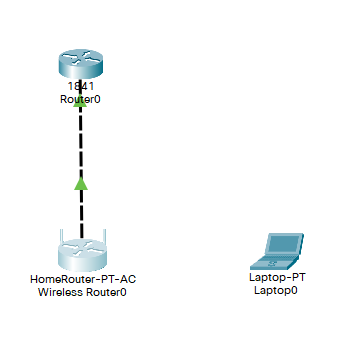 1841
Router0
HomeRouter-PT-AC
Wireless Router0
Laptop-PT
Laptop0